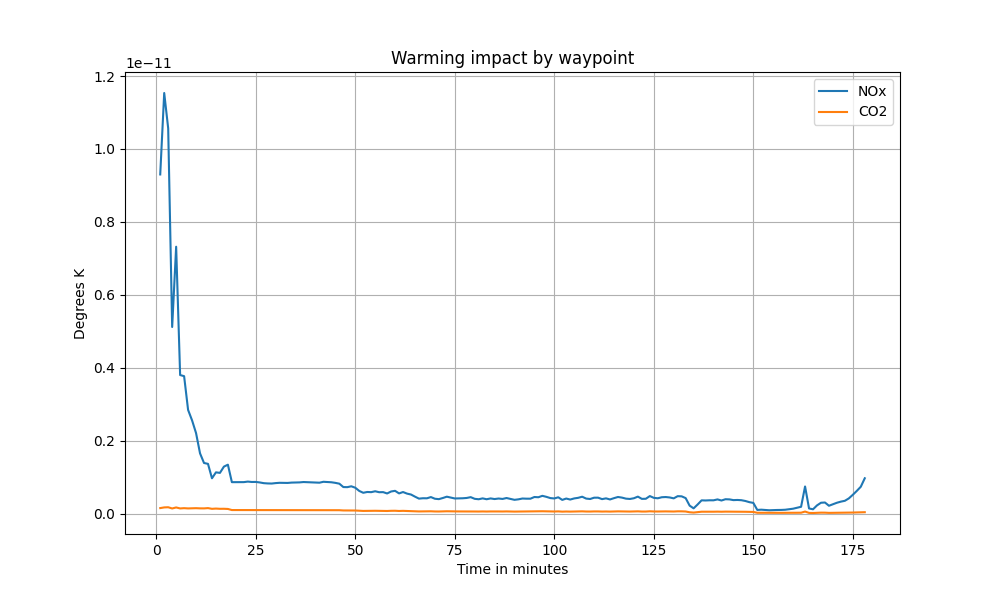 Warming impact by waypoint
1e−11
NOx
CO2
1.2
1.0
0.8
0.6
0.4
0.2
0.0
Degrees K
0 25 50 75 100 125 150 175
Time in minutes